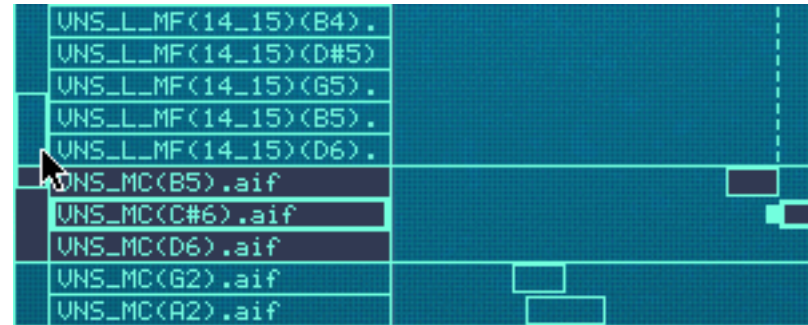 VNS_L_MF(14_15)(B4).
VNS_L_MF(14_15)(D#5)
VNS_L_MF(14_15)(G5).
VNS_L_MF(14_15)(B5).
VNS_L_MF(14_15)(D6).
VNS_MC(B5).aif
VNS_MC(C#6).aif
VNS_MC(D6).aif
VNS_MC(G2).aif
VNS_MC(A2).aif